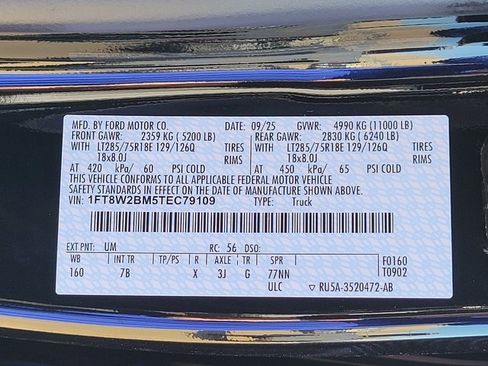 MFD. BY FORD MOTOR CO. DATE: 09/25 GVWR: 4990 KG (11000 LB)
FRONT GAWR: 2359 KG ( 5200 LB) REAR GAWR: 2830 KG ( 6240 LB)
WITH LT285/75R18E 129/126Q TIRES WITH LT285/75R18E 129/126Q TIRES
18x8.0J RIMS 18x8.0J RIMS
AT 420 kPa/ 60 PSI COLD AT 450 kPa/ 65 PSI COLD
THIS VEHICLE CONFORMS TO ALL APPLICABLE FEDERAL MOTOR VEHICLE
SAFETY STANDARDS IN EFFECT ON THE DATE OF MANUFACTURE SHOWN ABOVE.
VIN: 1FT8W2BM5TEC79109 TYPE: Truck
EXT PNT: UM RC: 56 DSO:
WB INT TR TP/PS R AXLE TR SPR F0160
160 7B X 3J G 77NN T0902
ULC ▽ RU5A-3520472-AB